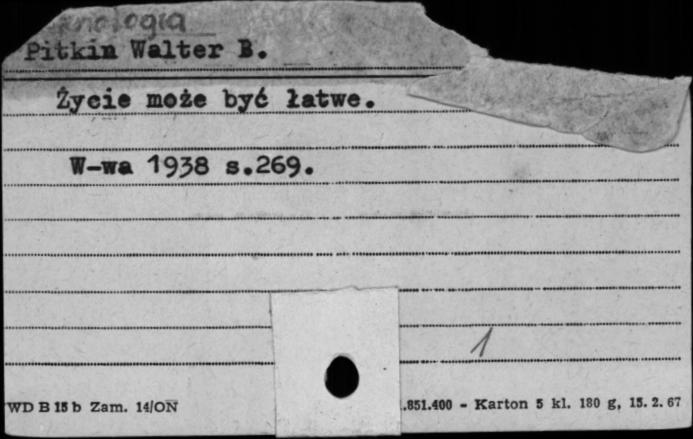 Pitkin Walter B.
Życie może być łatwe.
W-wa 1938 s.269.
1
WD B 15 b Zam. 14/ON .851.400 - Karton 5 kl. 180 g, 15. 2. 67